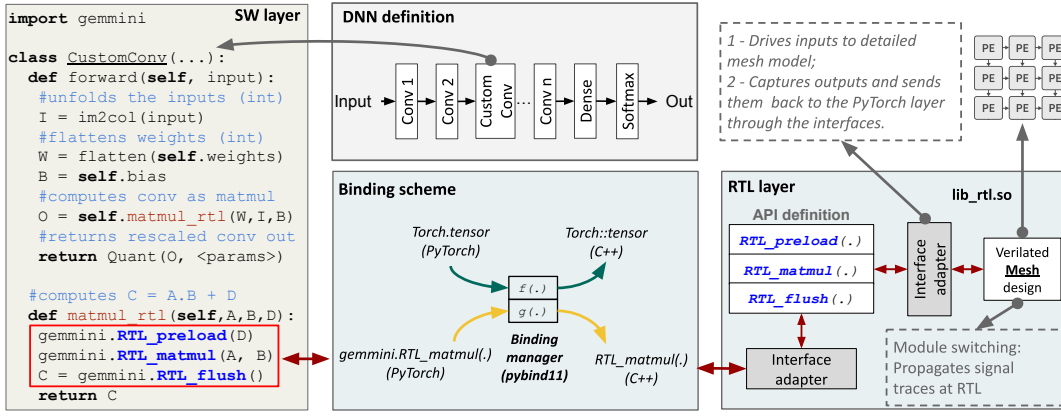 SW layer
import gemmini
class CustomConv(...):
def forward(self, input):
#unfolds the inputs (int)
I = im2col(input)
#flattens weights (int)
W = flatten(self.weights)
B = self.bias
#computes conv as matmul
O = self.matmul_rtl(W,I,B)
#returns rescaled conv out
return Quant(O, <params>)
#computes C = A.B + D
def matmul_rtl(self,A,B,D):
gemmini.RTL_preload(D)
gemmini.RTL_matmul(A, B)
C = gemmini.RTL_flush()
return C
DNN definition
Input
Conv 1
Conv 2
Custom
Conv
...
Conv n
Dense
Softmax
Out
1 - Drives inputs to detailed
mesh model;
2 - Captures outputs and sends
them back to the PyTorch layer
through the interfaces.
PE PE PE
PE PE PE
PE PE PE
Binding scheme
Torch.tensor
(PyTorch)
Torch::tensor
(C++)
f(.)
g(.)
gemmini.RTL_matmul(.)
(PyTorch)
Binding
manager
(pybind11)
RTL_matmul(.)
(C++)
RTL layer
lib_rtl.so
API definition
RTL_preload(.)
RTL_matmul(.)
RTL_flush(.)
Interface
adapter
Verilated
Mesh
design
Interface
adapter
Module switching:
Propagates signal
traces at RTL